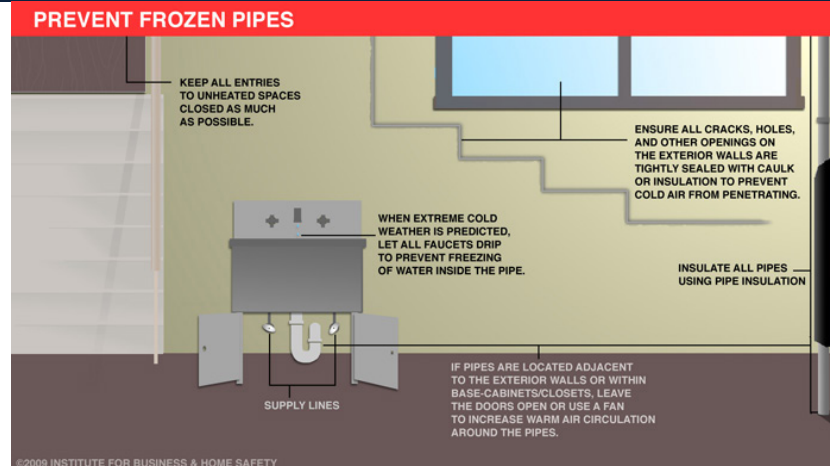 PREVENT FROZEN PIPES
KEEP ALL ENTRIES
TO UNHEATED SPACES
CLOSED AS MUCH
AS POSSIBLE.
ENSURE ALL CRACKS, HOLES,
AND OTHER OPENINGS ON
THE EXTERIOR WALLS ARE
TIGHTLY SEALED WITH CAULK
OR INSULATION TO PREVENT
COLD AIR FROM PENETRATING.
WHEN EXTREME COLD
WEATHER IS PREDICTED,
LET ALL FAUCETS DRIP
TO PREVENT FREEZING
OF WATER INSIDE THE PIPE.
INSULATE ALL PIPES
USING PIPE INSULATION
IF PIPES ARE LOCATED ADJACENT
TO THE EXTERIOR WALLS OR WITHIN
BASE-CABINETS/CLOSETS, LEAVE
THE DOORS OPEN OR USE A FAN
TO INCREASE WARM AIR CIRCULATION
AROUND THE PIPES.
SUPPLY LINES
©2009 INSTITUTE FOR BUSINESS & HOME SAFETY